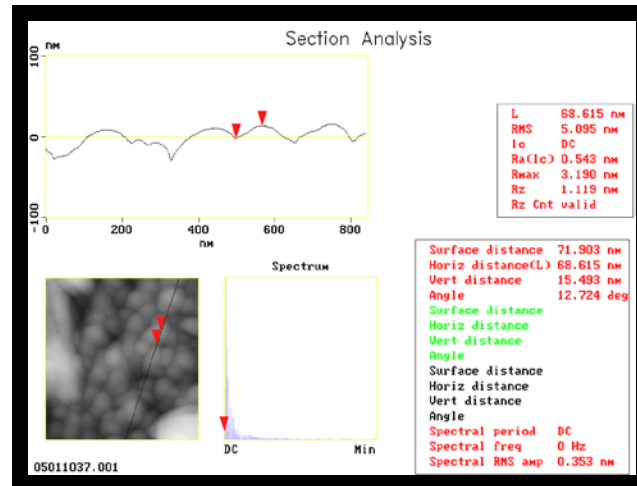 Section Analysis
nM
100
0
-100
0 200 400 600 800
nM
L 68.615 nM
RMS 5.095 nM
lc DC
Ra(lc) 0.543 nM
Rmax 3.190 nM
Rz 1.119 nM
Rz Cnt valid
Surface distance 71.903 nM
Horiz distance(L) 68.615 nM
Vert distance 15.493 nM
Angle 12.724 deg
Surface distance
Horiz distance
Vert distance
Angle
Surface distance
Horiz distance
Vert distance
Angle
Spectral period DC
Spectral freq 0 Hz
Spectral RMS amp 0.353 nM
Spectrum
DC Min
05011037.001